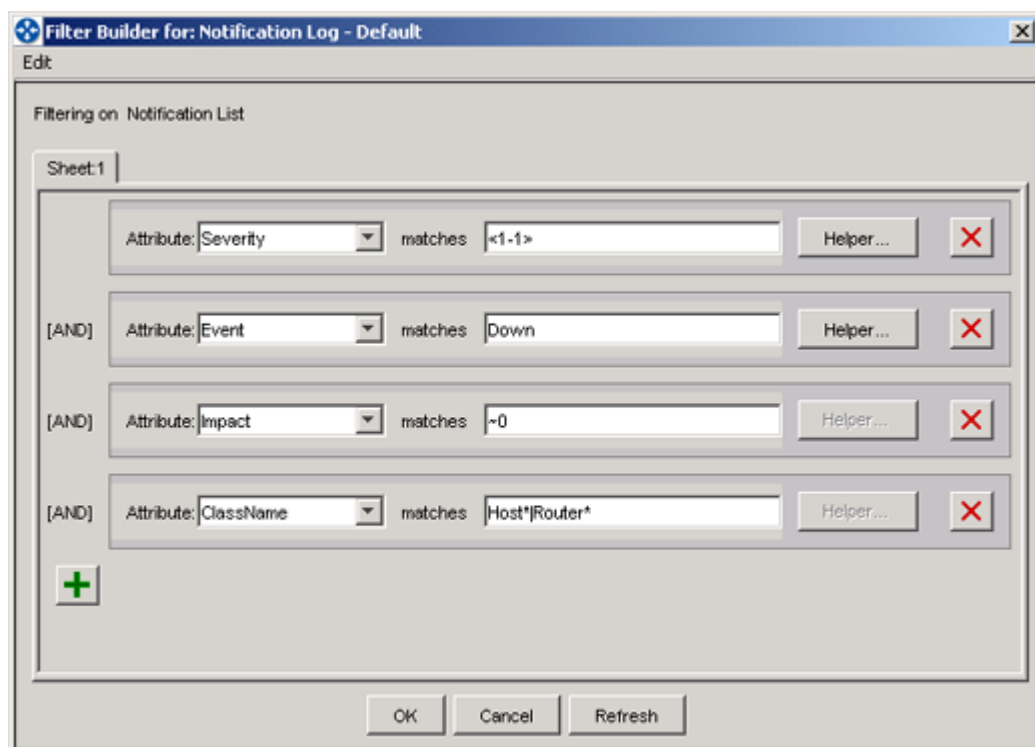 Filter Builder for: Notification Log - Default
Edit
Filtering on Notification List
Sheet:1
Attribute: Severity matches <1-1> Helper...
[AND] Attribute: Event matches Down Helper...
[AND] Attribute: Impact matches ~0 Helper...
[AND] Attribute: ClassName matches Host*|Router* Helper...
OK Cancel Refresh